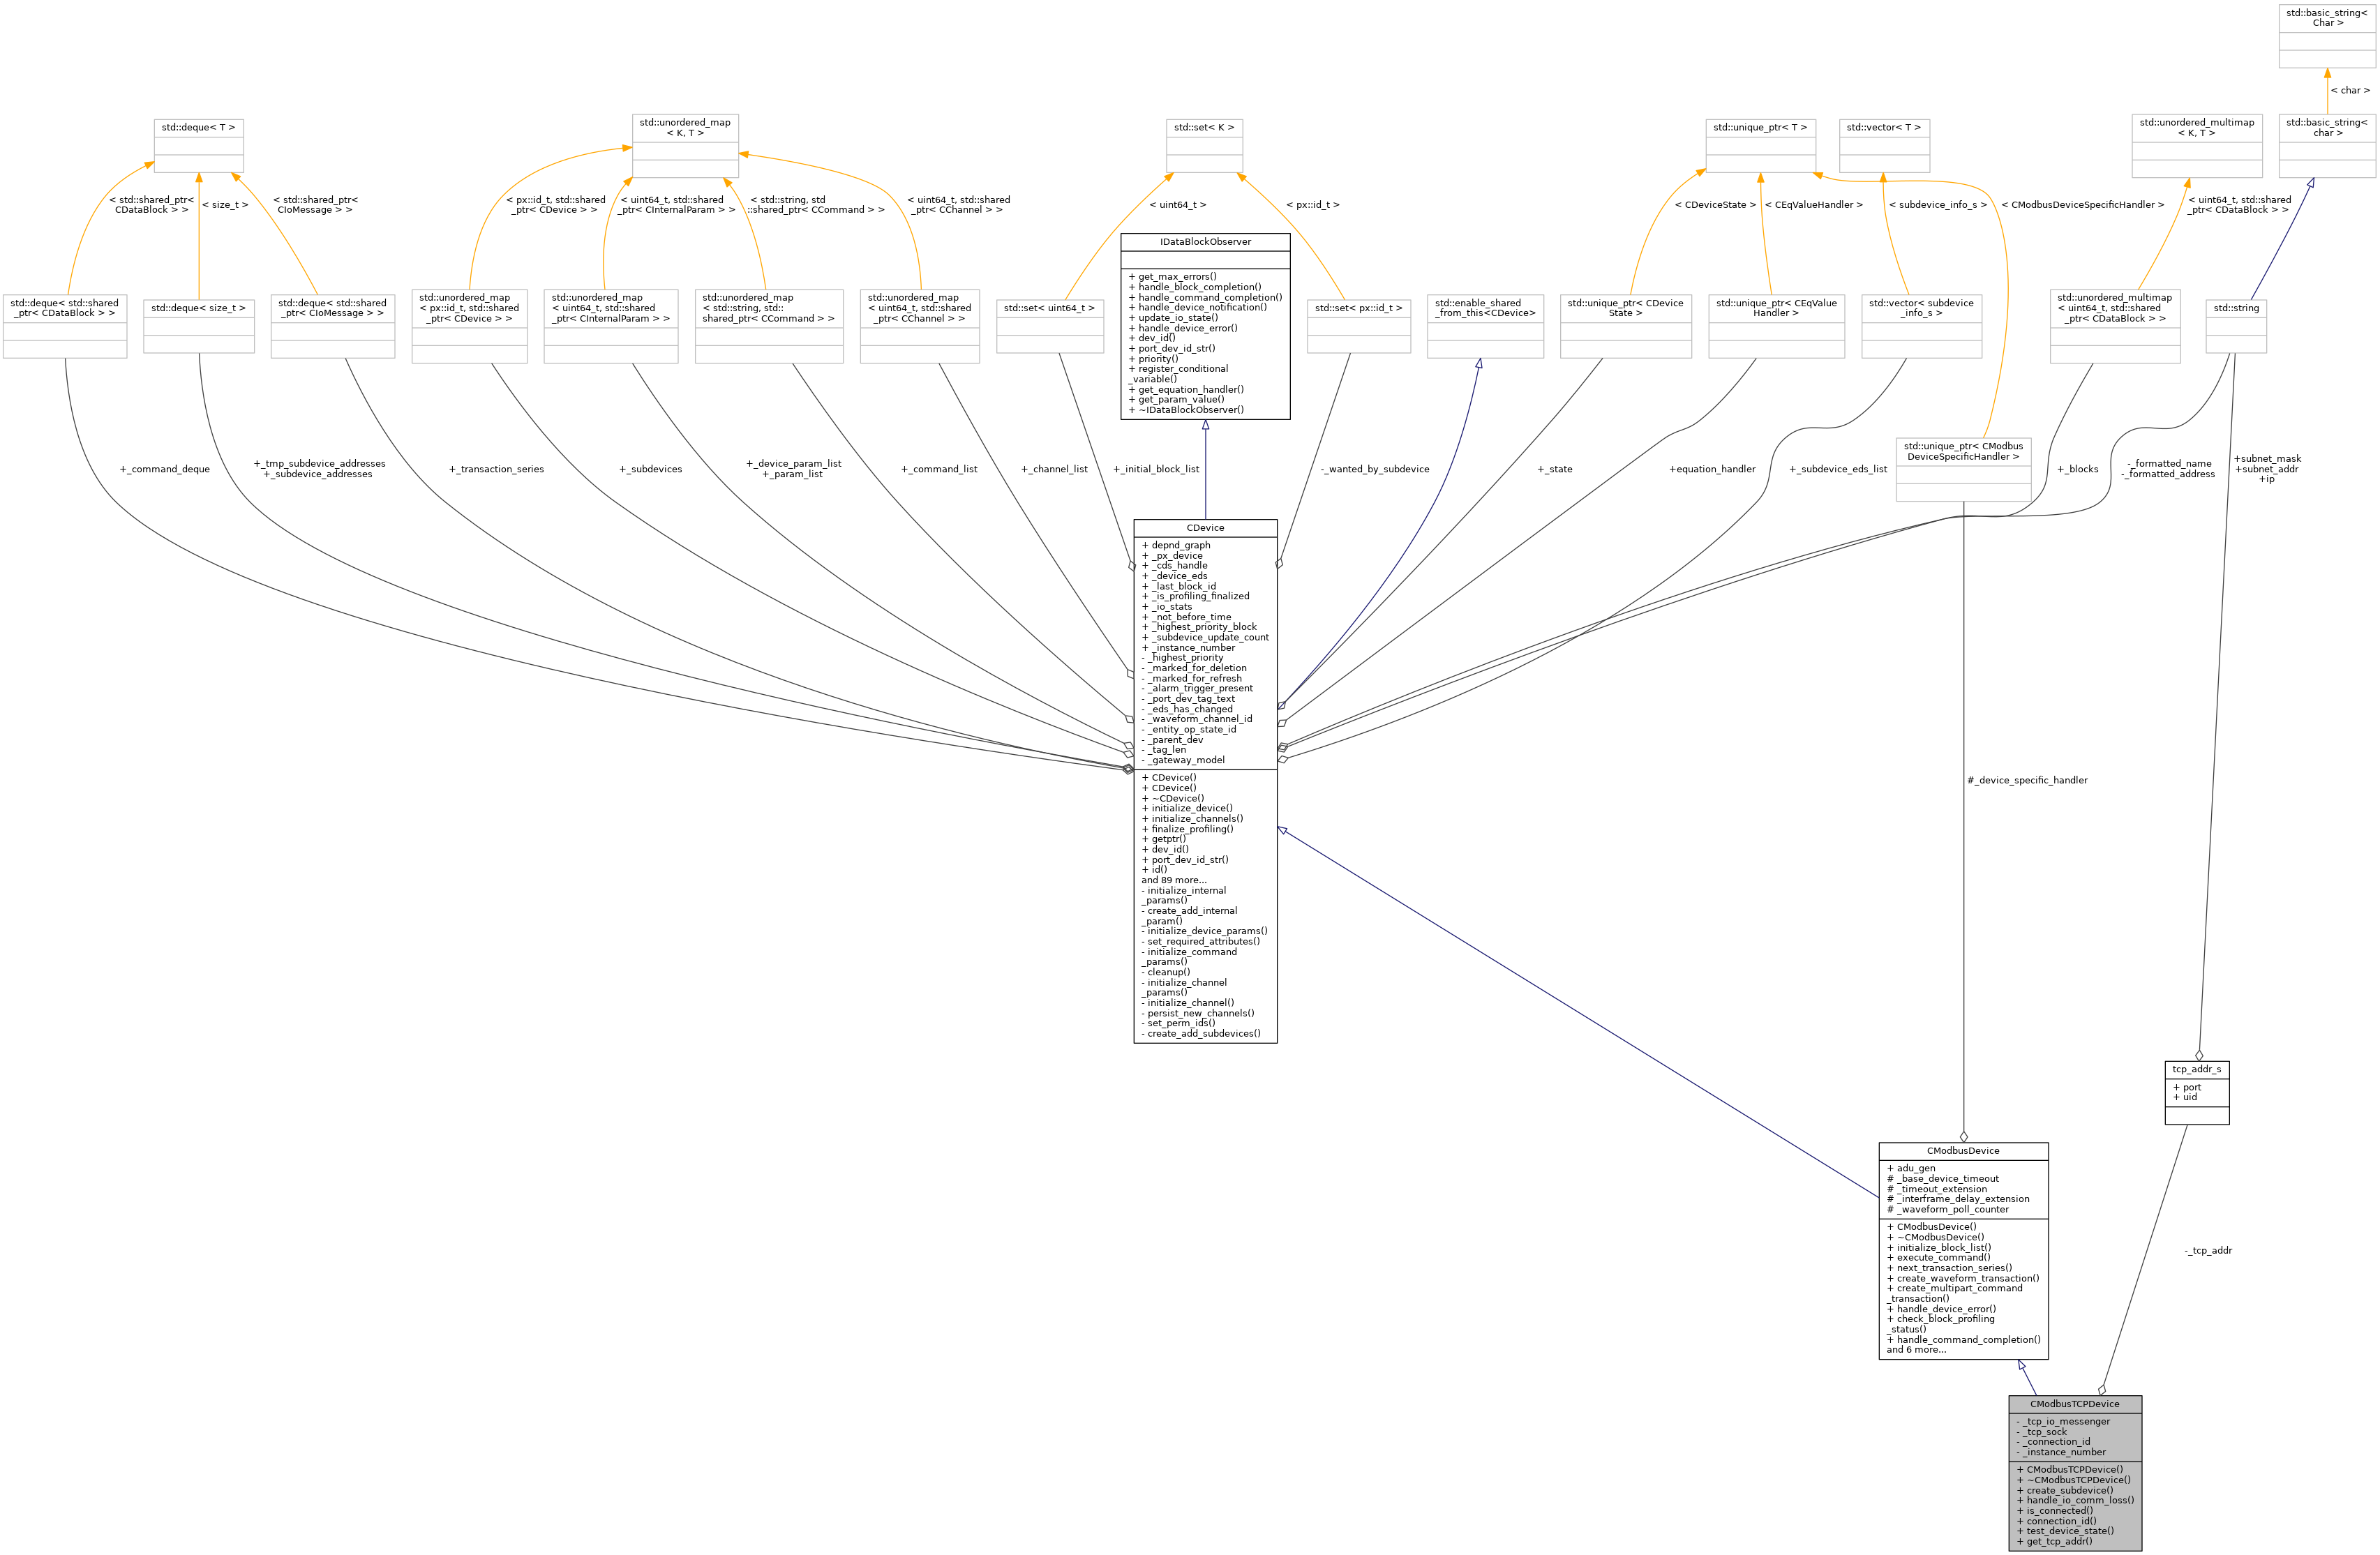 std::basic_string<
Char >
< char >
std::deque< T >
std::unordered_map
< K, T >
std::set< K >
std::unique_ptr< T >
std::vector< T >
std::unordered_multimap
< K, T >
std::basic_string<
char >
< std::shared_ptr<
CDataBlock > >
< size_t >
< std::shared_ptr<
CIoMessage > >
< px::id_t, std::shared
_ptr< CDevice > >
< uint64_t, std::shared
_ptr< CInternalParam > >
< std::string, std
::shared_ptr< CCommand > >
< uint64_t, std::shared
_ptr< CChannel > >
< uint64_t >
< px::id_t >
< CDeviceState >
< CEqValueHandler >
< subdevice_info_s >
< CModbusDeviceSpecificHandler >
< uint64_t, std::shared
_ptr< CDataBlock > >
IDataBlockObserver
+ get_max_errors()
+ handle_block_completion()
+ handle_command_completion()
+ handle_device_notification()
+ update_io_state()
+ handle_device_error()
+ dev_id()
+ port_dev_id_str()
+ priority()
+ register_conditional
_variable()
+ get_equation_handler()
+ get_param_value()
+ ~IDataBlockObserver()
std::deque< std::shared
_ptr< CDataBlock > >
std::deque< size_t >
std::deque< std::shared
_ptr< CIoMessage > >
std::unordered_map
< px::id_t, std::shared
_ptr< CDevice > >
std::unordered_map
< uint64_t, std::shared
_ptr< CInternalParam > >
std::unordered_map
< std::string, std::
shared_ptr< CCommand > >
std::unordered_map
< uint64_t, std::shared
_ptr< CChannel > >
std::set< uint64_t >
std::set< px::id_t >
std::enable_shared
_from_this<CDevice>
std::unique_ptr< CDevice
State >
std::unique_ptr< CEqValue
Handler >
std::vector< subdevice
_info_s >
std::unordered_multimap
< uint64_t, std::shared
_ptr< CDataBlock > >
std::string
std::unique_ptr< CModbus
DeviceSpecificHandler >
+_command_deque
+_tmp_subdevice_addresses
+_subdevice_addresses
+_transaction_series
+_subdevices
+_device_param_list
+_param_list
+_command_list
+_channel_list
+_initial_block_list
-_wanted_by_subdevice
+_state
+equation_handler
+_subdevice_eds_list
+_blocks
-_formatted_name
-_formatted_address
+subnet_mask
+subnet_addr
+ip
CDevice
+ depnd_graph
+ _px_device
+ _cds_handle
+ _device_eds
+ _last_block_id
+ _is_profiling_finalized
+ _io_stats
+ _not_before_time
+ _highest_priority_block
+ _subdevice_update_count
+ _instance_number
- _highest_priority
- _marked_for_deletion
- _marked_for_refresh
- _alarm_trigger_present
- _port_dev_tag_text
- _eds_has_changed
- _waveform_channel_id
- _entity_op_state_id
- _parent_dev
- _tag_len
- _gateway_model
+ CDevice()
+ CDevice()
+ ~CDevice()
+ initialize_device()
+ initialize_channels()
+ finalize_profiling()
+ getptr()
+ dev_id()
+ port_dev_id_str()
+ id()
and 89 more...
- initialize_internal
_params()
- create_add_internal
_param()
- initialize_device_params()
- set_required_attributes()
- initialize_command
_params()
- cleanup()
- initialize_channel
_params()
- initialize_channel()
- persist_new_channels()
- set_perm_ids()
- create_add_subdevices()
#_device_specific_handler
tcp_addr_s
+ port
+ uid
CModbusDevice
+ adu_gen
# _base_device_timeout
# _timeout_extension
# _interframe_delay_extension
# _waveform_poll_counter
+ CModbusDevice()
+ ~CModbusDevice()
+ initialize_block_list()
+ execute_command()
+ next_transaction_series()
+ create_waveform_transaction()
+ create_multipart_command
_transaction()
+ handle_device_error()
+ check_block_profiling
_status()
+ handle_command_completion()
and 6 more...
-_tcp_addr
CModbusTCPDevice
- _tcp_io_messenger
- _tcp_sock
- _connection_id
- _instance_number
+ CModbusTCPDevice()
+ ~CModbusTCPDevice()
+ create_subdevice()
+ handle_io_comm_loss()
+ is_connected()
+ connection_id()
+ test_device_state()
+ get_tcp_addr()